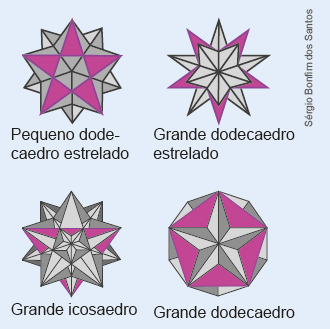 Pequeno dode-
caedro estrelado
Grande dodecaedro
estrelado
Sérgio Bonfim dos Santos
Grande icosaedro
Grande dodecaedro